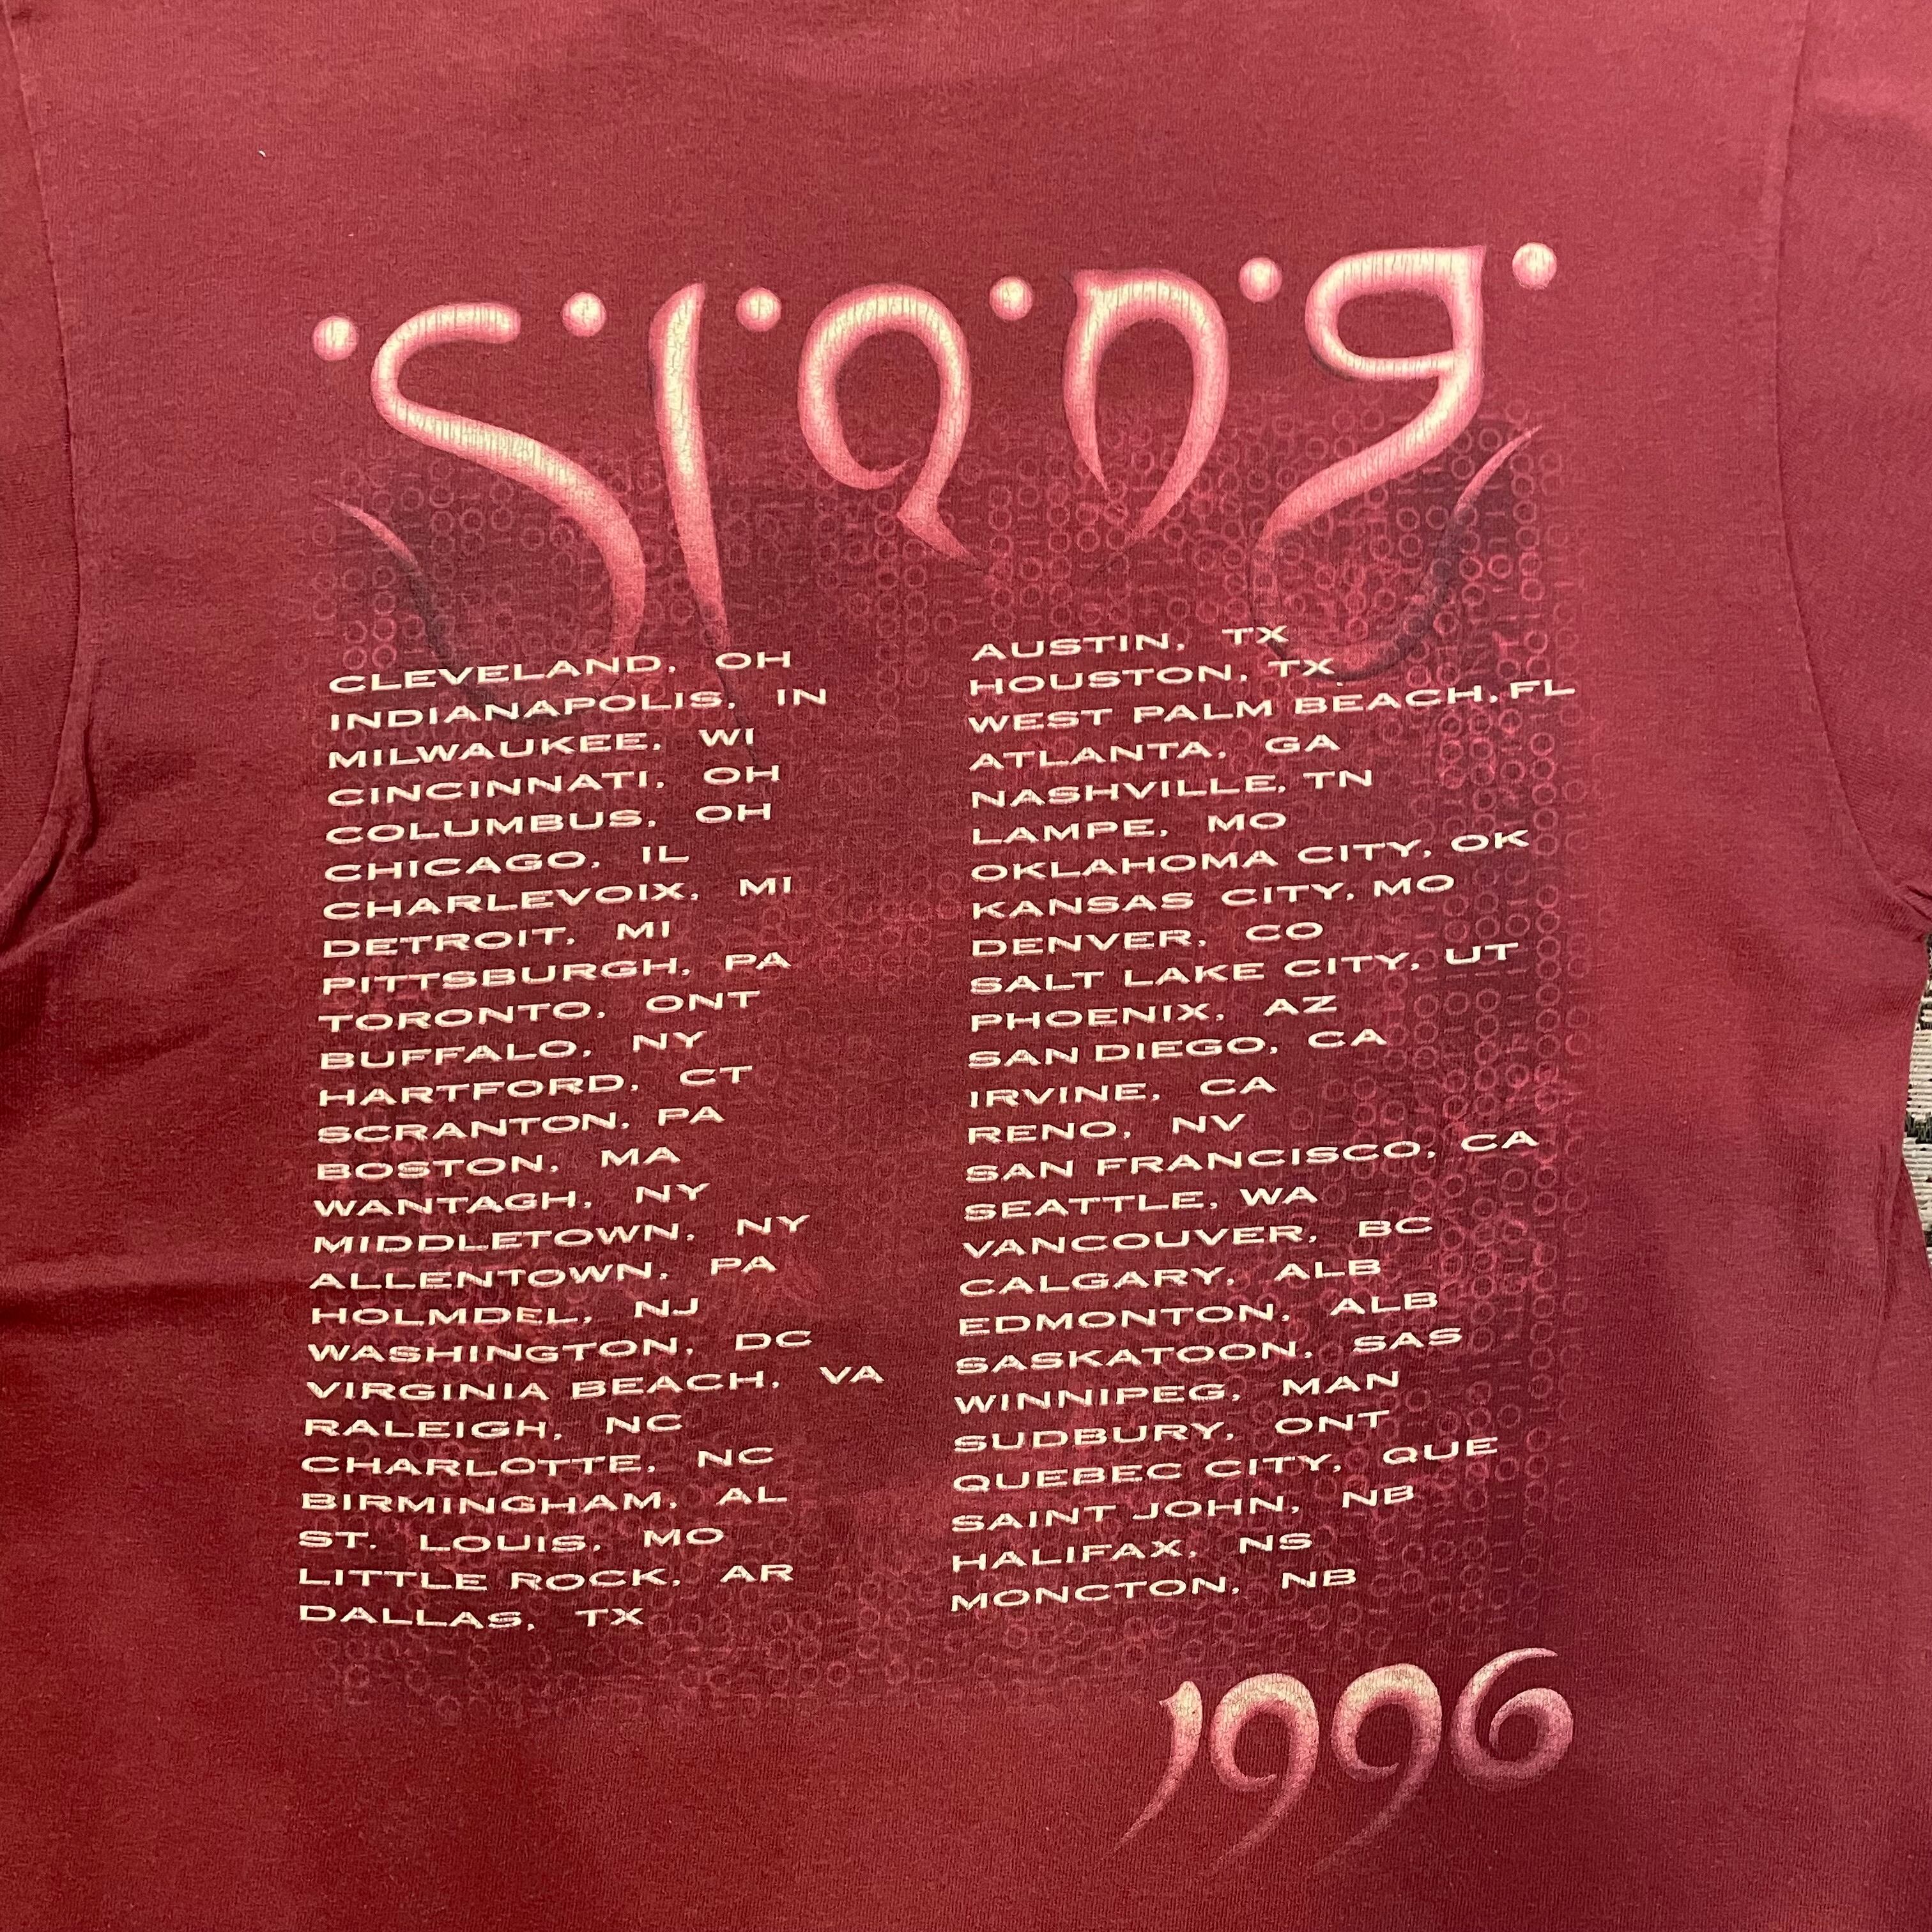 Slang
CLEVELAND, OH
INDIANAPOLIS, IN
MILWAUKEE, WI
CINCINNATI, OH
COLUMBUS, OH
CHICAGO, IL
CHARLEVOIX, MI
DETROIT, MI
PITTSBURGH, PA
TORONTO, ONT
BUFFALO, NY
HARTFORD, CT
SCRANTON, PA
BOSTON, MA
WANTAGH, NY
MIDDLETOWN, NY
ALLENTOWN, PA
HOLMDEL, NJ
WASHINGTON, DC
VIRGINIA BEACH, VA
RALEIGH, NC
CHARLOTTE, NC
BIRMINGHAM, AL
ST. LOUIS, MO
LITTLE ROCK, AR
DALLAS, TX
AUSTIN, TX
HOUSTON, TX
WEST PALM BEACH, FL
ATLANTA, GA
NASHVILLE, TN
LAMPE, MO
OKLAHOMA CITY, OK
KANSAS CITY, MO
DENVER, CO
SALT LAKE CITY, UT
PHOENIX, AZ
SAN DIEGO, CA
IRVINE, CA
RENO, NV
SAN FRANCISCO, CA
SEATTLE, WA
VANCOUVER, BC
CALGARY, ALB
EDMONTON, ALB
SASKATOON, SAS
WINNIPEG, MAN
SUDBURY, ONT
QUEBEC CITY, QUE
SAINT JOHN, NB
HALIFAX, NS
MONCTON, NB
1996